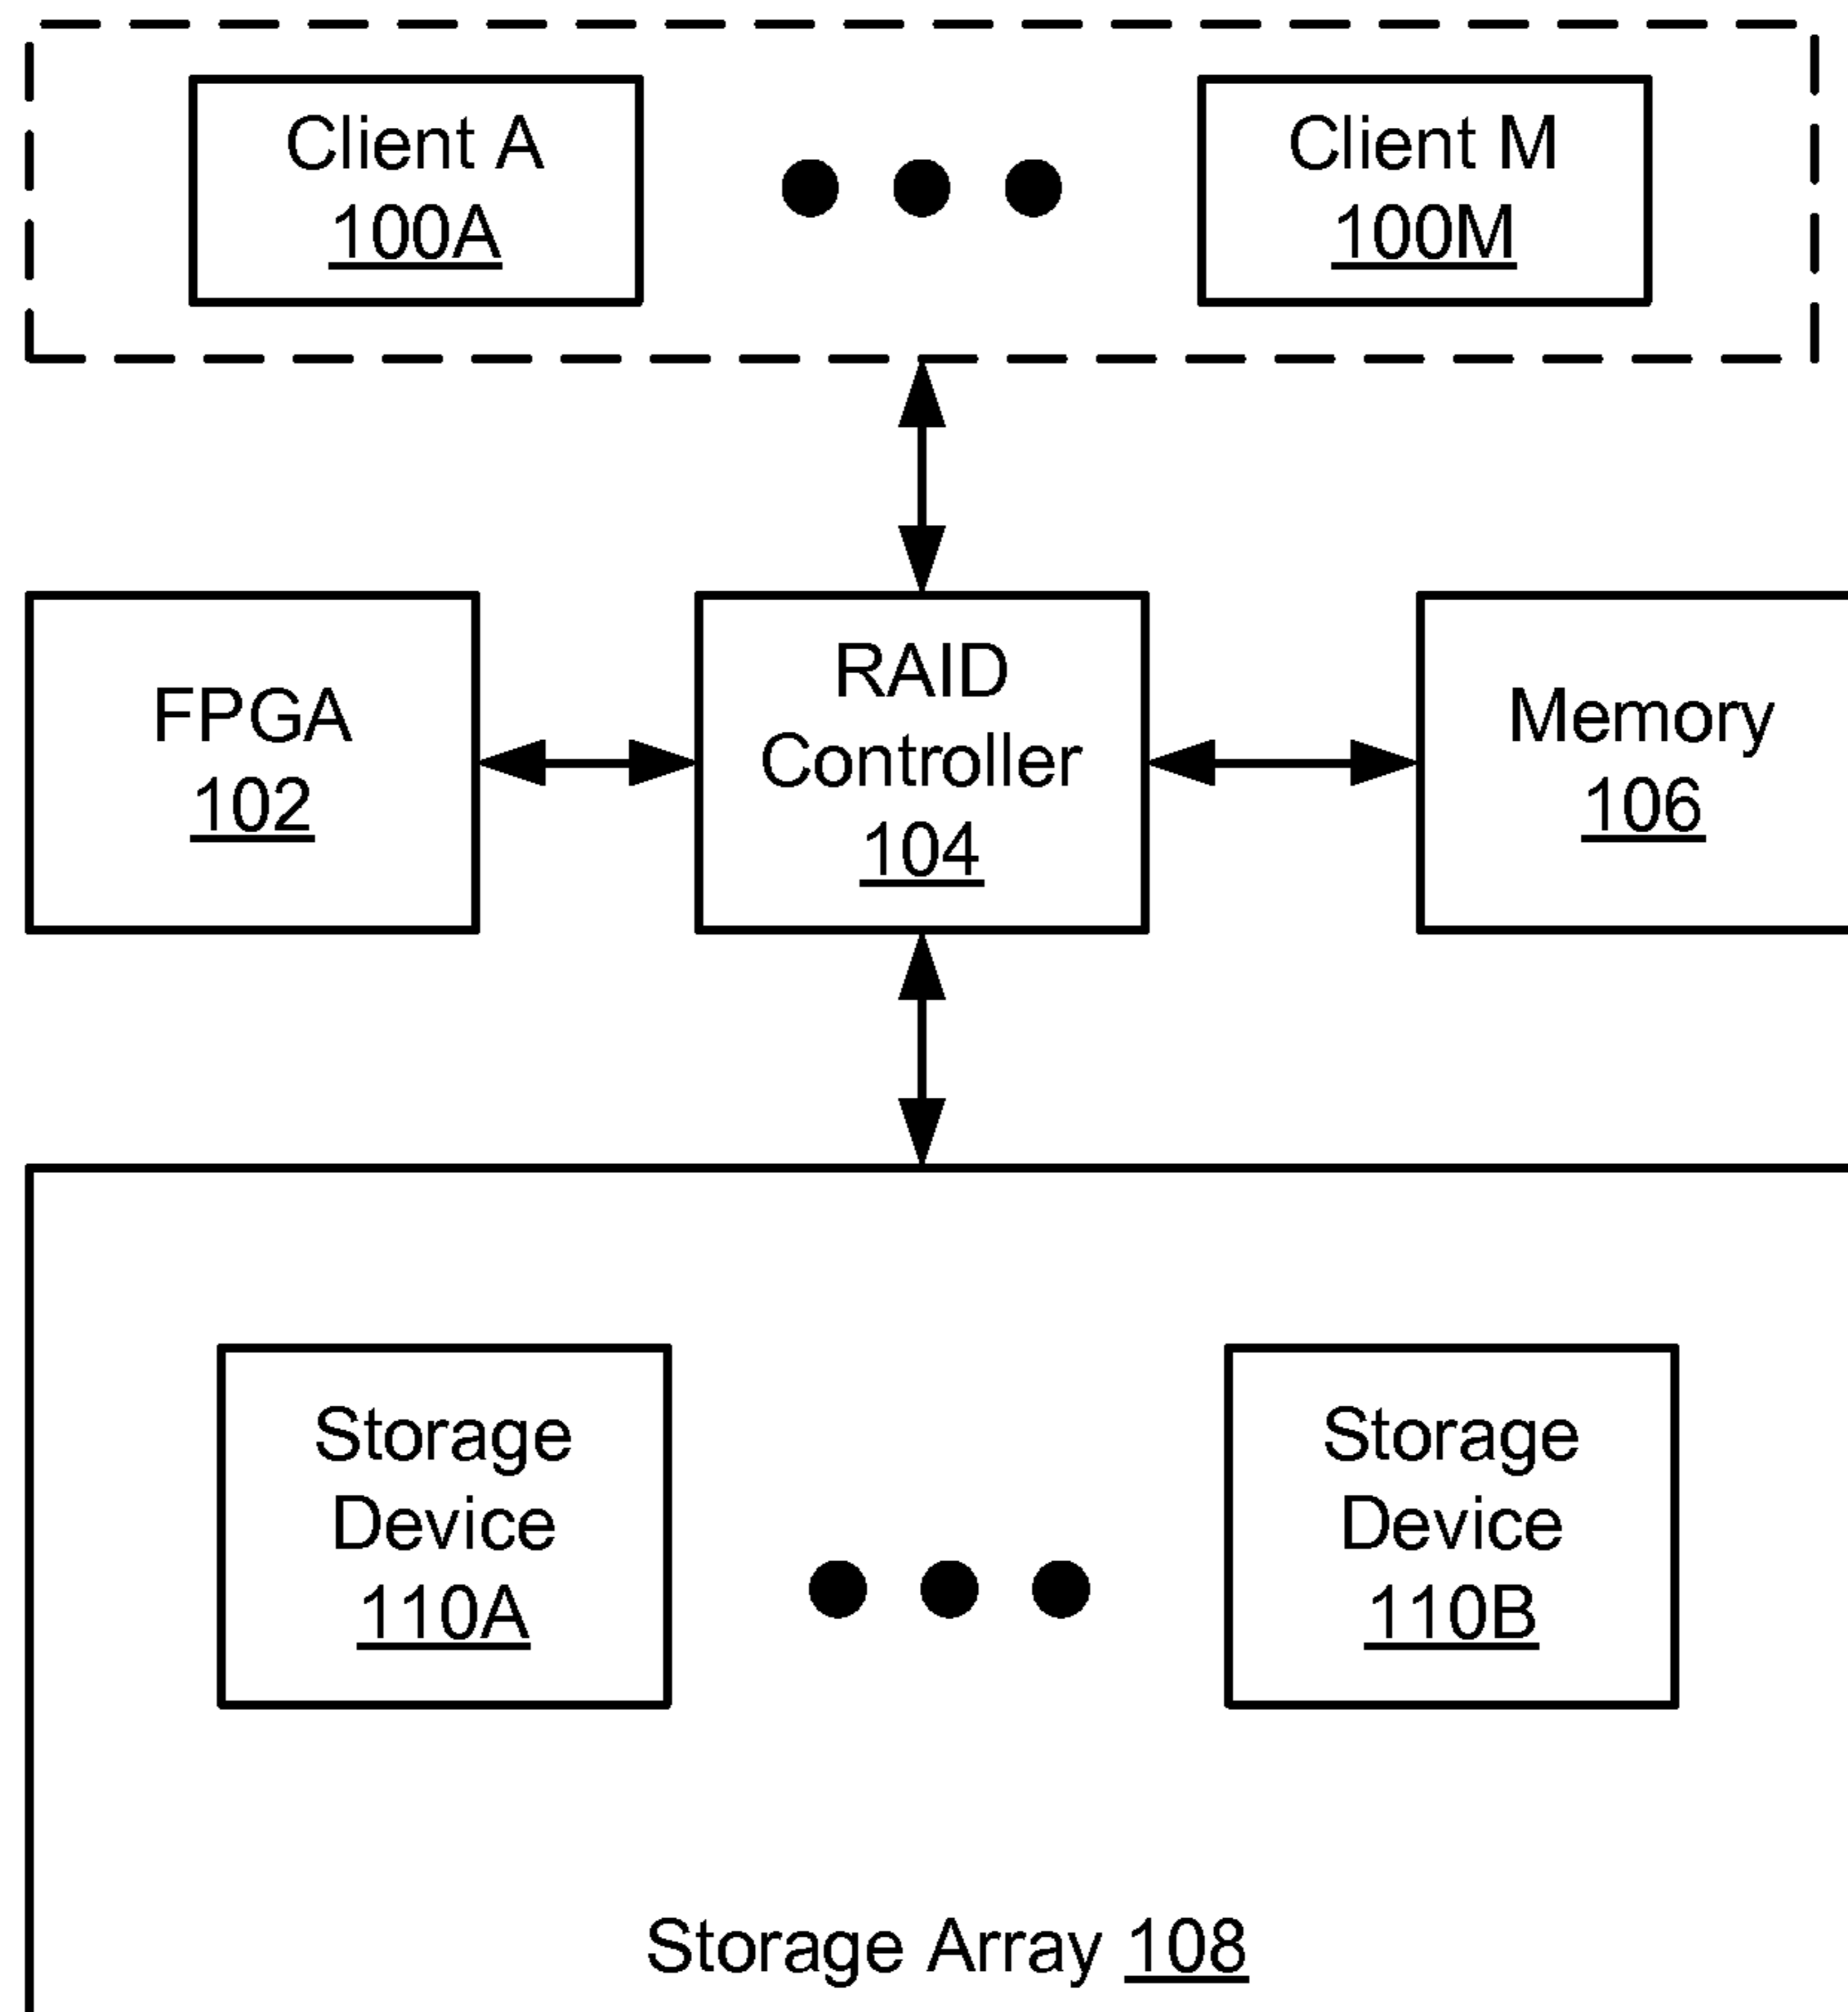 Client A
100A
Client M
100M
FPGA
102
RAID
Controller
104
Memory
106
Storage
Device
110A
Storage
Device
110B
Storage Array 108